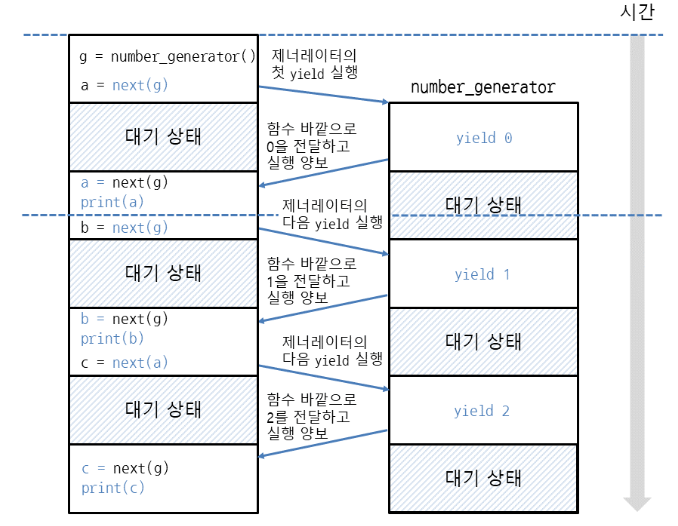 시간
g = number_generator()
a = next(g)
제너레이터의
첫 yield 실행
number_generator
대기 상태
함수 바깥으로
0을 전달하고
실행 양보
yield 0
a = next(g)
print(a)
b = next(g)
제너레이터의
다음 yield 실행
대기 상태
대기 상태
함수 바깥으로
1을 전달하고
실행 양보
yield 1
b = next(g)
print(b)
c = next(a)
제너레이터의
다음 yield 실행
대기 상태
대기 상태
함수 바깥으로
2를 전달하고
실행 양보
yield 2
c = next(g)
print(c)
대기 상태